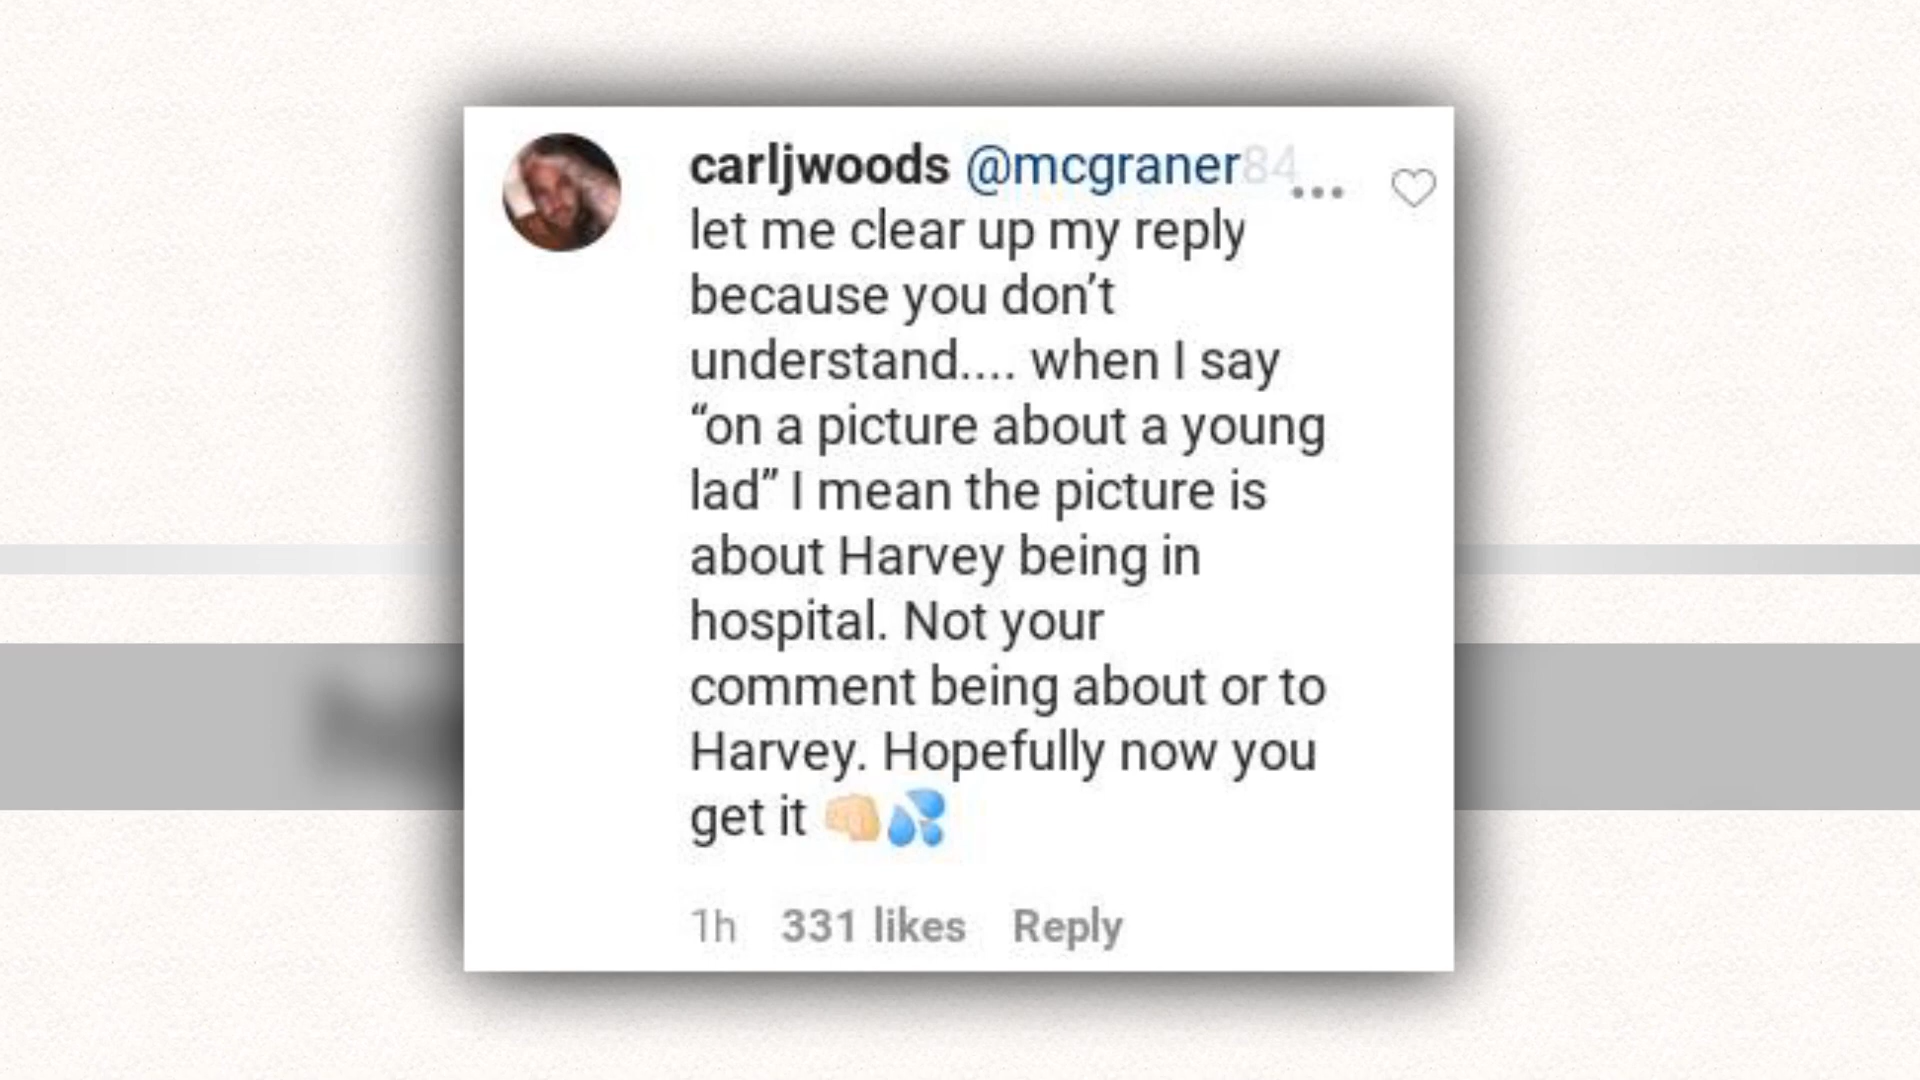 carljwoods @mcgraner84
let me clear up my reply
because you don’t
understand.... when I say
“on a picture about a young
lad” I mean the picture is
about Harvey being in
hospital. Not your
comment being about or to
Harvey. Hopefully now you
get it 👊🏻💦
1h 331 likes Reply